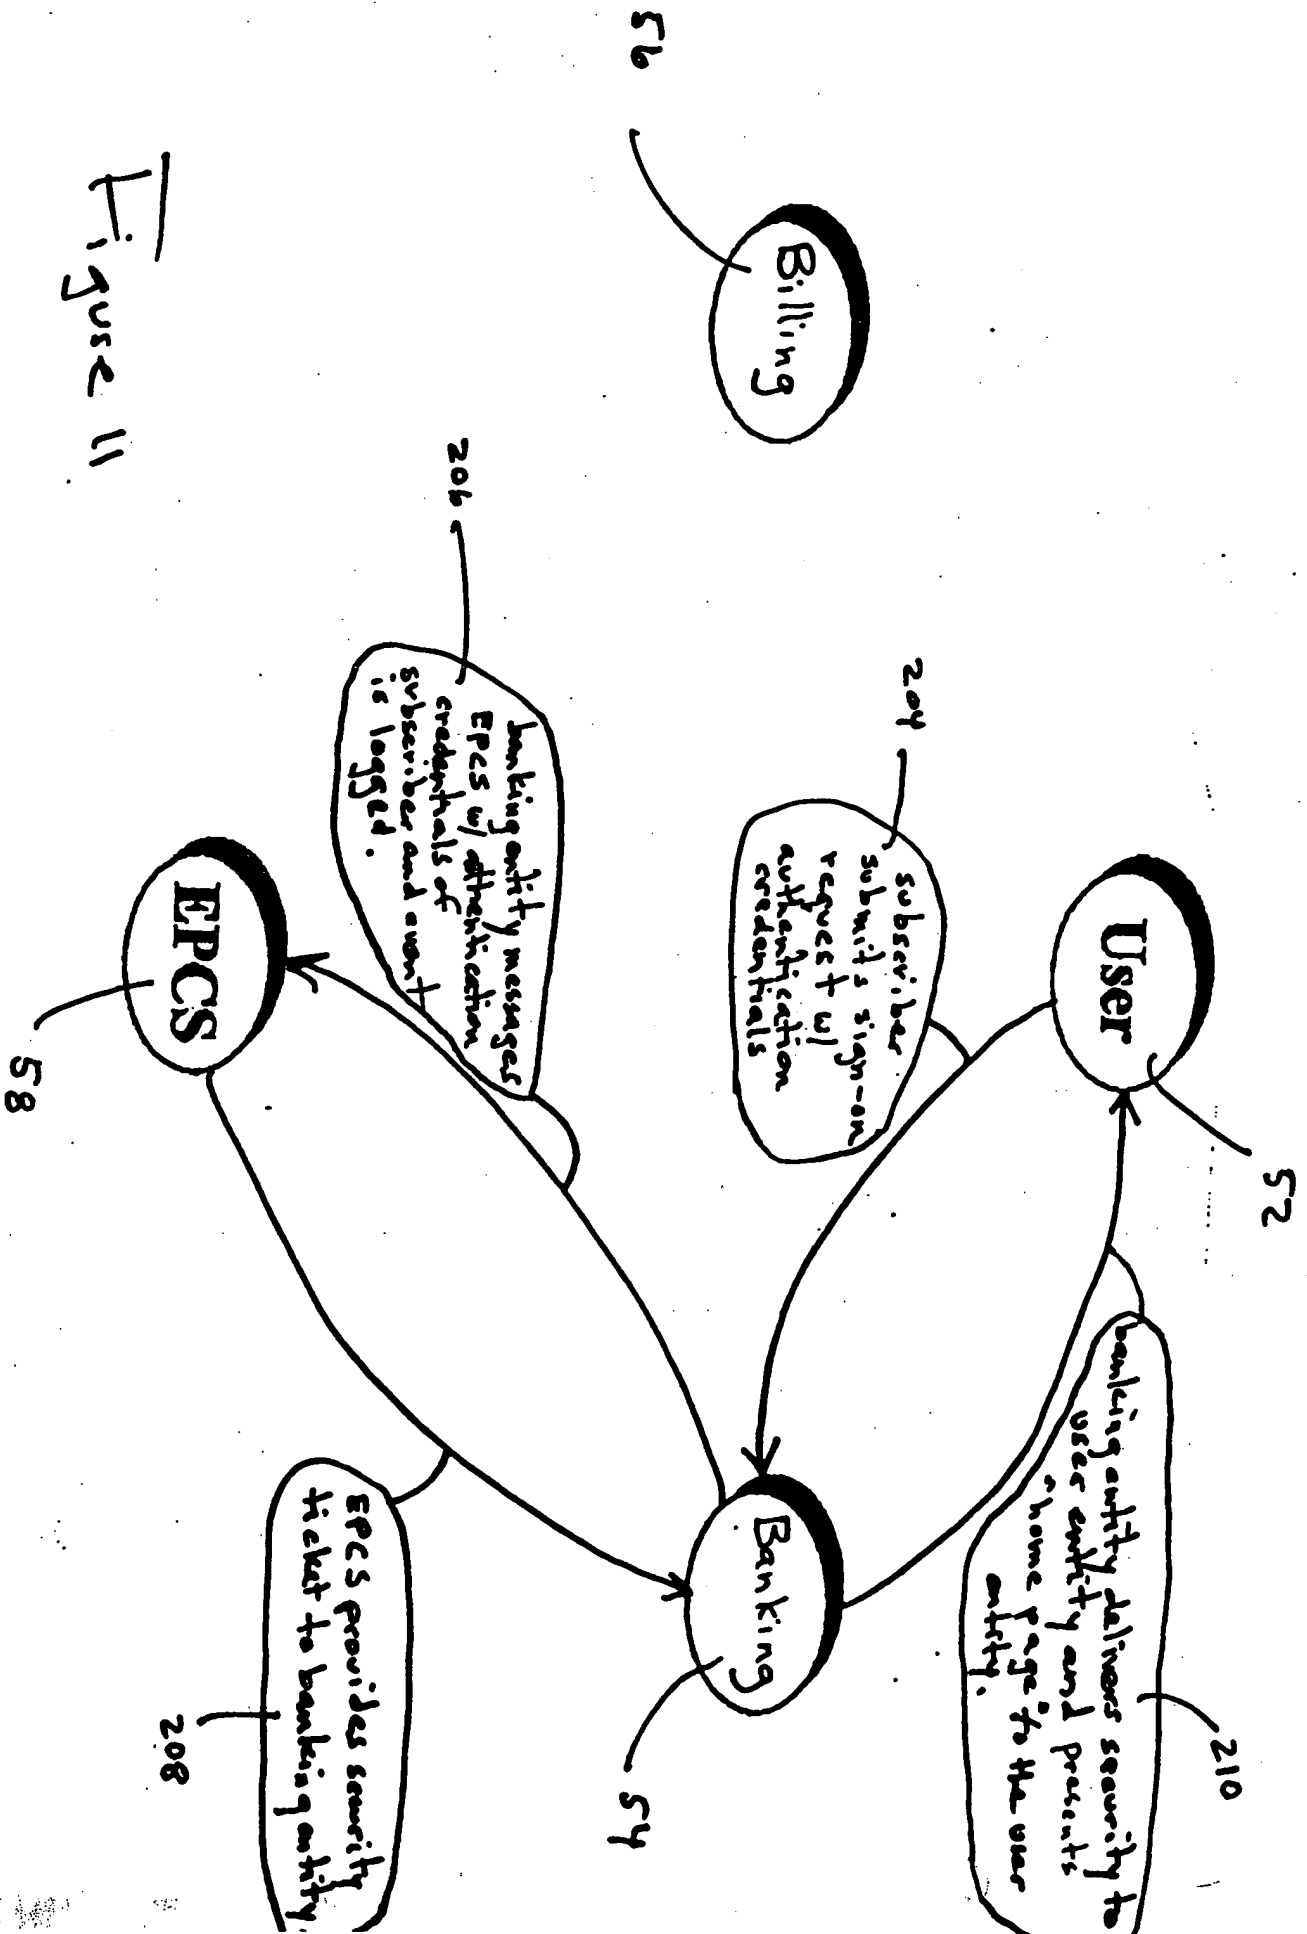 52
User
210
banking entity delivers security to
user entity and presents
"home page" to the user
entity.
204
subscriber
submits sign-on
request w/
authentication
credentials
56
Billing
Banking
54
206
banking entity messages
EPCS w/ athentication
credentials of
subscriber and event
is logged.
EPCS
58
EPCS provides security
ticket to banking entity.
208
Figure 11